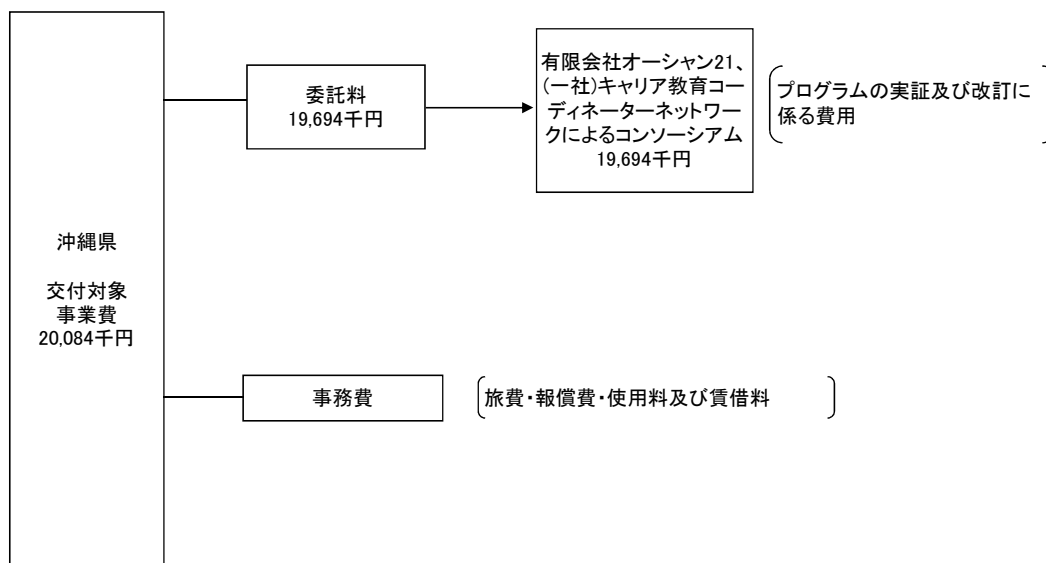 沖縄県
交付対象
事業費
20,084千円
委託料
19,694千円
有限会社オーシャン21、
(一社)キャリア教育コー
ディネーターネットワー
クによるコンソーシアム
19,694千円
プログラムの実証及び改訂に
係る費用
事務費
旅費・報償費・使用料及び賃借料